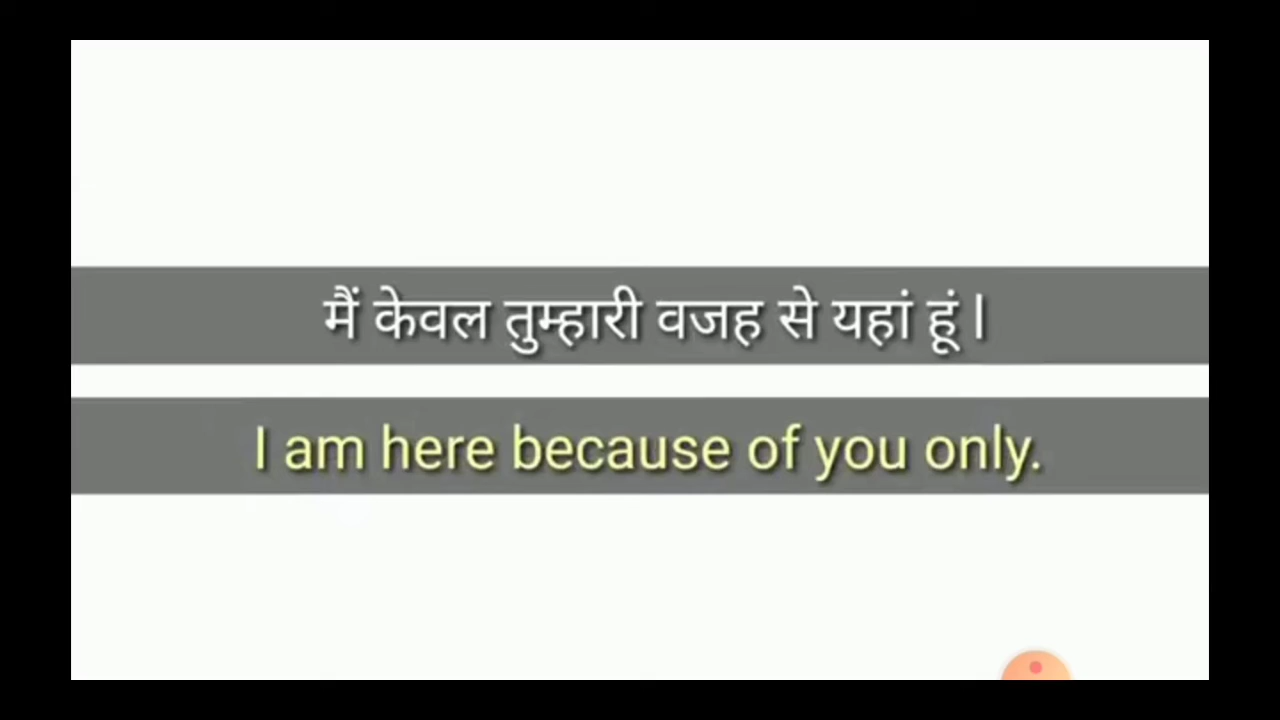 मैं केवल तुम्हारी वजह से यहां हूं l
I am here because of you only.